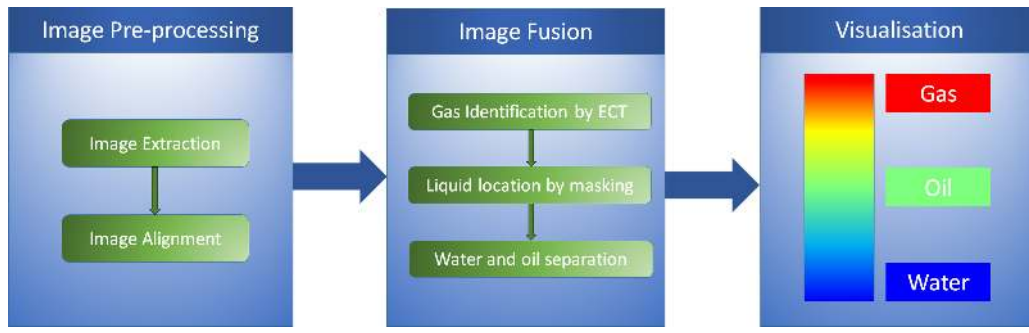 Image Pre-processing
Image Extraction
Image Alignment
Image Fusion
Gas Identification by ECT
Liquid location by masking
Water and oil separation
Visualisation
Gas
Oil
Water